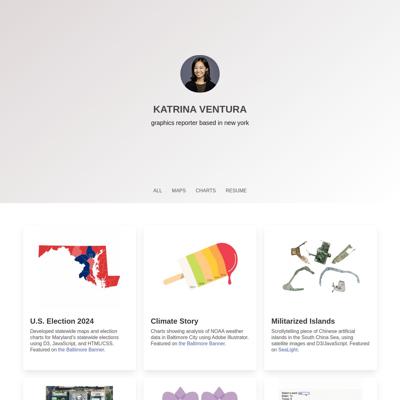 KATRINA VENTURA
graphics reporter based in new york
ALL MAPS CHARTS RESUME
U.S. Election 2024
Developed statewide maps and election
charts for Maryland's statewide elections
using D3, JavaScript, and HTML/CSS.
Featured on the Baltimore Banner.
Climate Story
Charts showing analysis of NOAA weather
data in Baltimore City using Adobe Illustrator.
Featured on the Baltimore Banner.
Militarized Islands
Scrollytelling piece of Chinese artificial
islands in the South China Sea, using
satellite images and D3/JavaScript. Featured
on SeaLight.